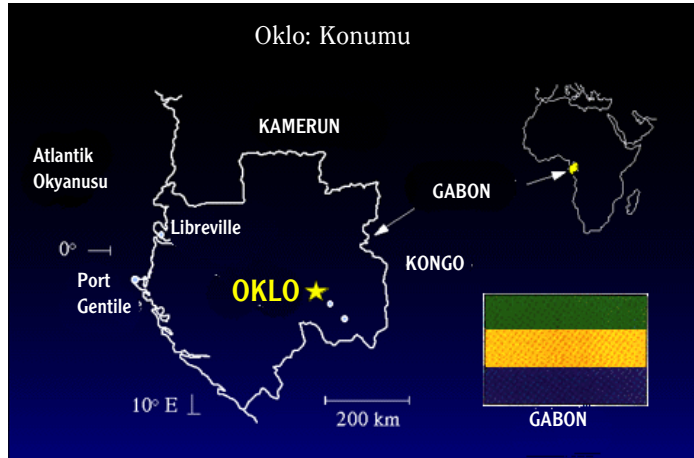 Oklo: Konumu
KAMERUN
Atlantik
Okyanusu
GABON
Libreville
0° —
KONGO
Port
Gentile
OKLO
10° E
200 km
GABON